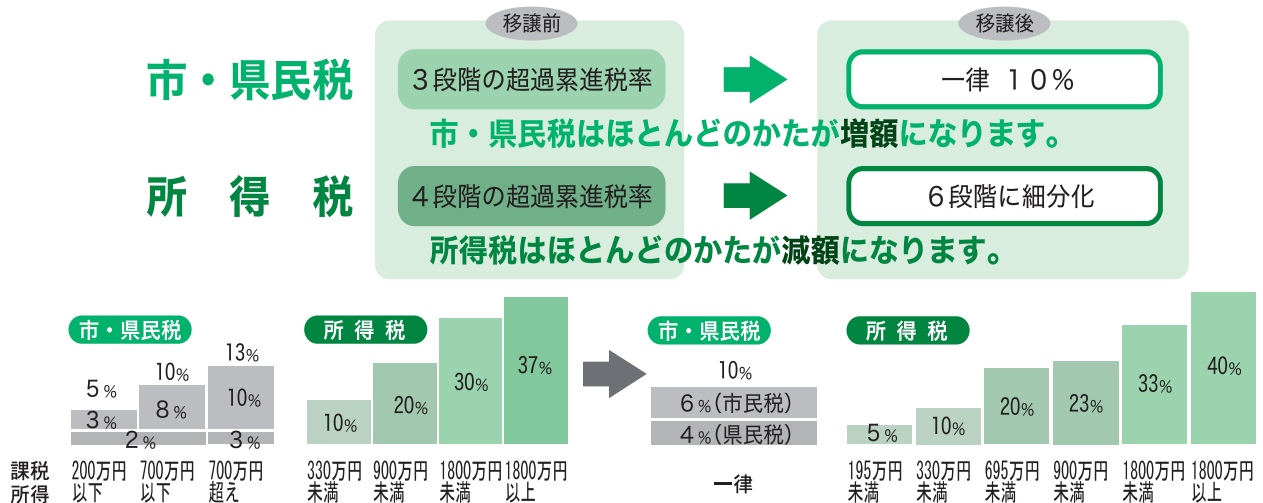 移譲前
移譲後
市・県民税
3段階の超過累進税率
一律 10%
市・県民税はほとんどのかたが増額になります。
所得税
4段階の超過累進税率
6段階に細分化
所得税はほとんどのかたが減額になります。
市・県民税
5%
10%
13%
3%
8%
10%
2%
3%
所得税
10%
20%
30%
37%
市・県民税
10%
6%(市民税)
4%(県民税)
所得税
5%
10%
20%
23%
33%
40%
課税
所得
200万円
以下
700万円
以下
700万円
超え
330万円
未満
900万円
未満
1800万円
未満
1800万円
以上
一律
195万円
未満
330万円
未満
695万円
未満
900万円
未満
1800万円
未満
1800万円
以上